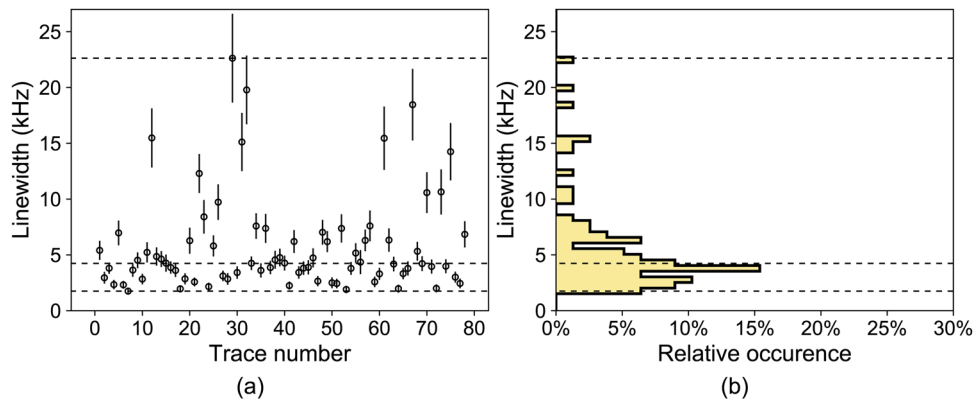 25
20
15
10
5
0
Linewidth (kHz)
0 10 20 30 40 50 60 70 80
Trace number
(a)
25
20
15
10
5
0
Linewidth (kHz)
0% 5% 10% 15% 20% 25% 30%
Relative occurence
(b)